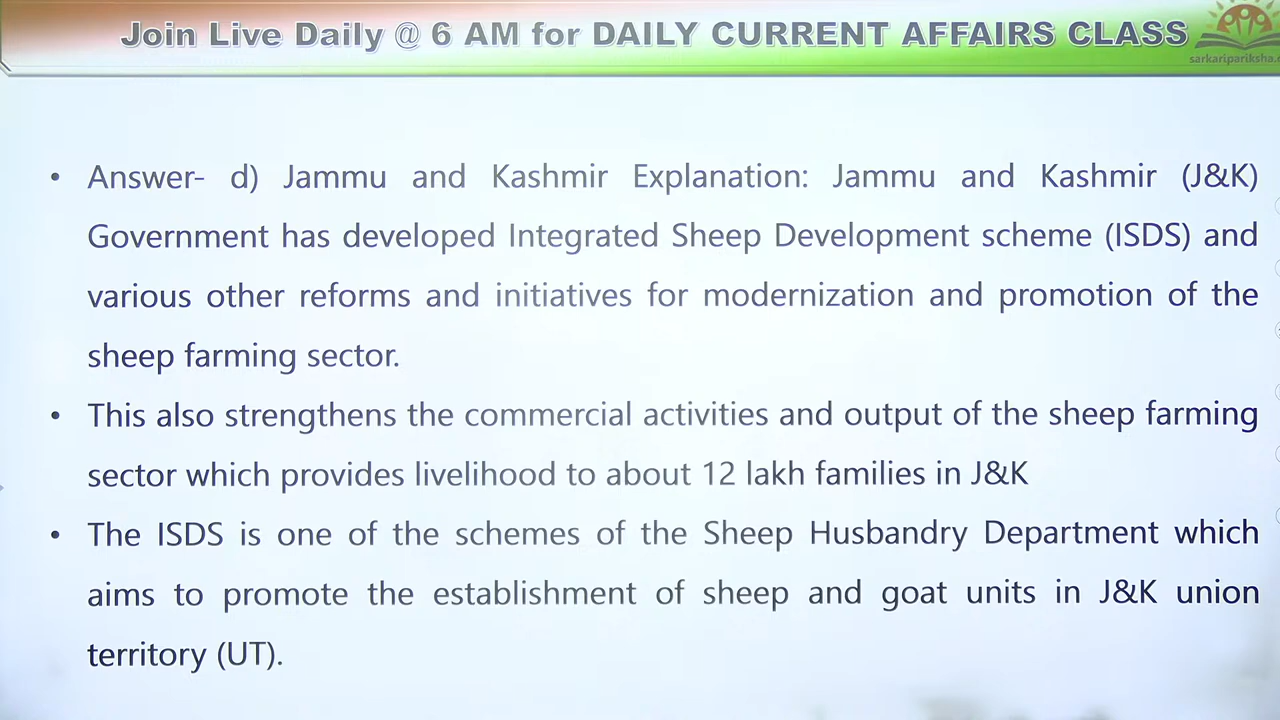 Join Live Daily @ 6 AM for DAILY CURRENT AFFAIRS CLASS
• Answer- d) Jammu and Kashmir Explanation: Jammu and Kashmir (J&K)
Government has developed Integrated Sheep Development scheme (ISDS) and
various other reforms and initiatives for modernization and promotion of the
sheep farming sector.
• This also strengthens the commercial activities and output of the sheep farming
sector which provides livelihood to about 12 lakh families in J&K
• The ISDS is one of the schemes of the Sheep Husbandry Department which
aims to promote the establishment of sheep and goat units in J&K union
territory (UT).